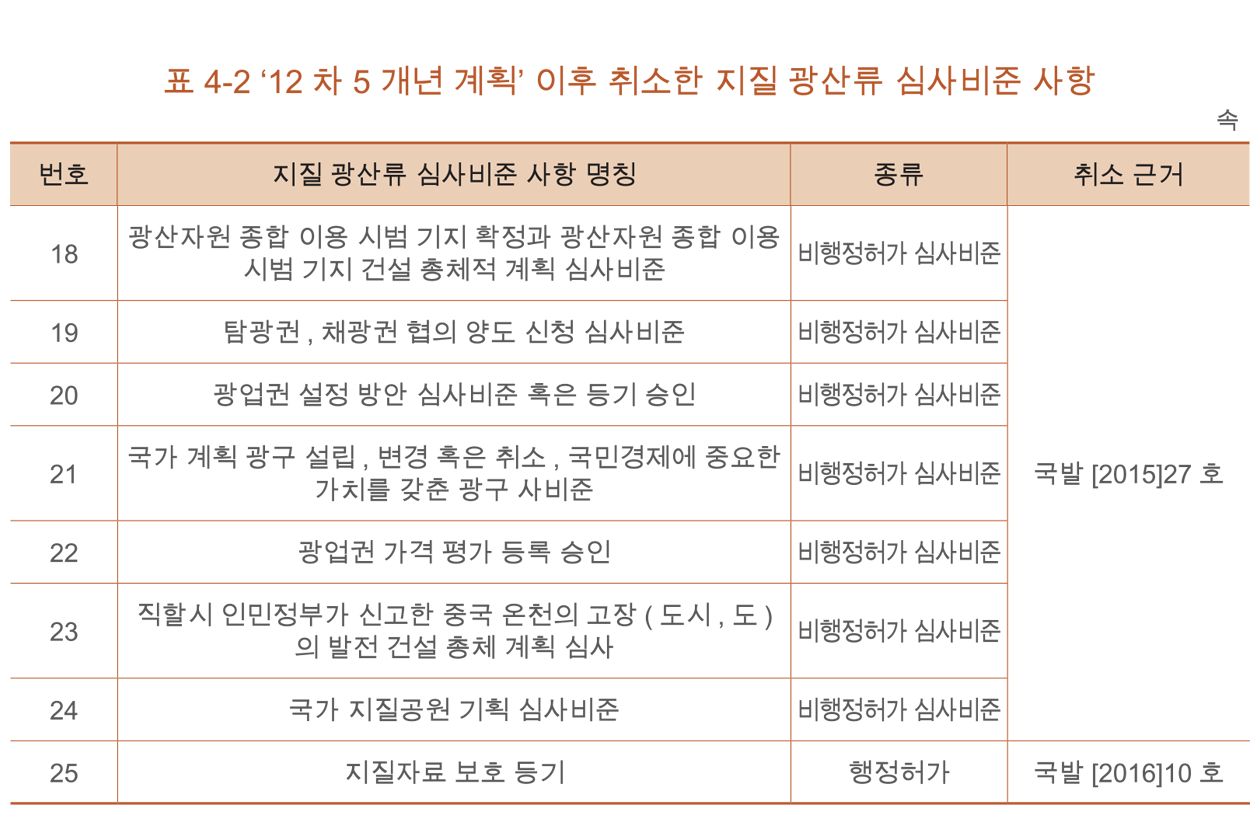 표 4-2 ‘12 차 5 개년 계획’ 이후 취소한 지질 광산류 심사비준 사항
속
번호 지질 광산류 심사비준 사항 명칭 종류 취소 근거
18 광산자원 종합 이용 시범 기지 확정과 광산자원 종합 이용
시범 기지 건설 총체적 계획 심사비준 비행정허가 심사비준
19 탐광권 , 채광권 협의 양도 신청 심사비준 비행정허가 심사비준
20 광업권 설정 방안 심사비준 혹은 등기 승인 비행정허가 심사비준
21 국가 계획 광구 설립 , 변경 혹은 취소 , 국민경제에 중요한
가치를 갖춘 광구 사비준 비행정허가 심사비준 국발 [2015]27 호
22 광업권 가격 평가 등록 승인 비행정허가 심사비준
23 직할시 인민정부가 신고한 중국 온천의 고장 ( 도시 , 도 )
의 발전 건설 총체 계획 심사 비행정허가 심사비준
24 국가 지질공원 기획 심사비준 비행정허가 심사비준
25 지질자료 보호 등기 행정허가 국발 [2016]10 호